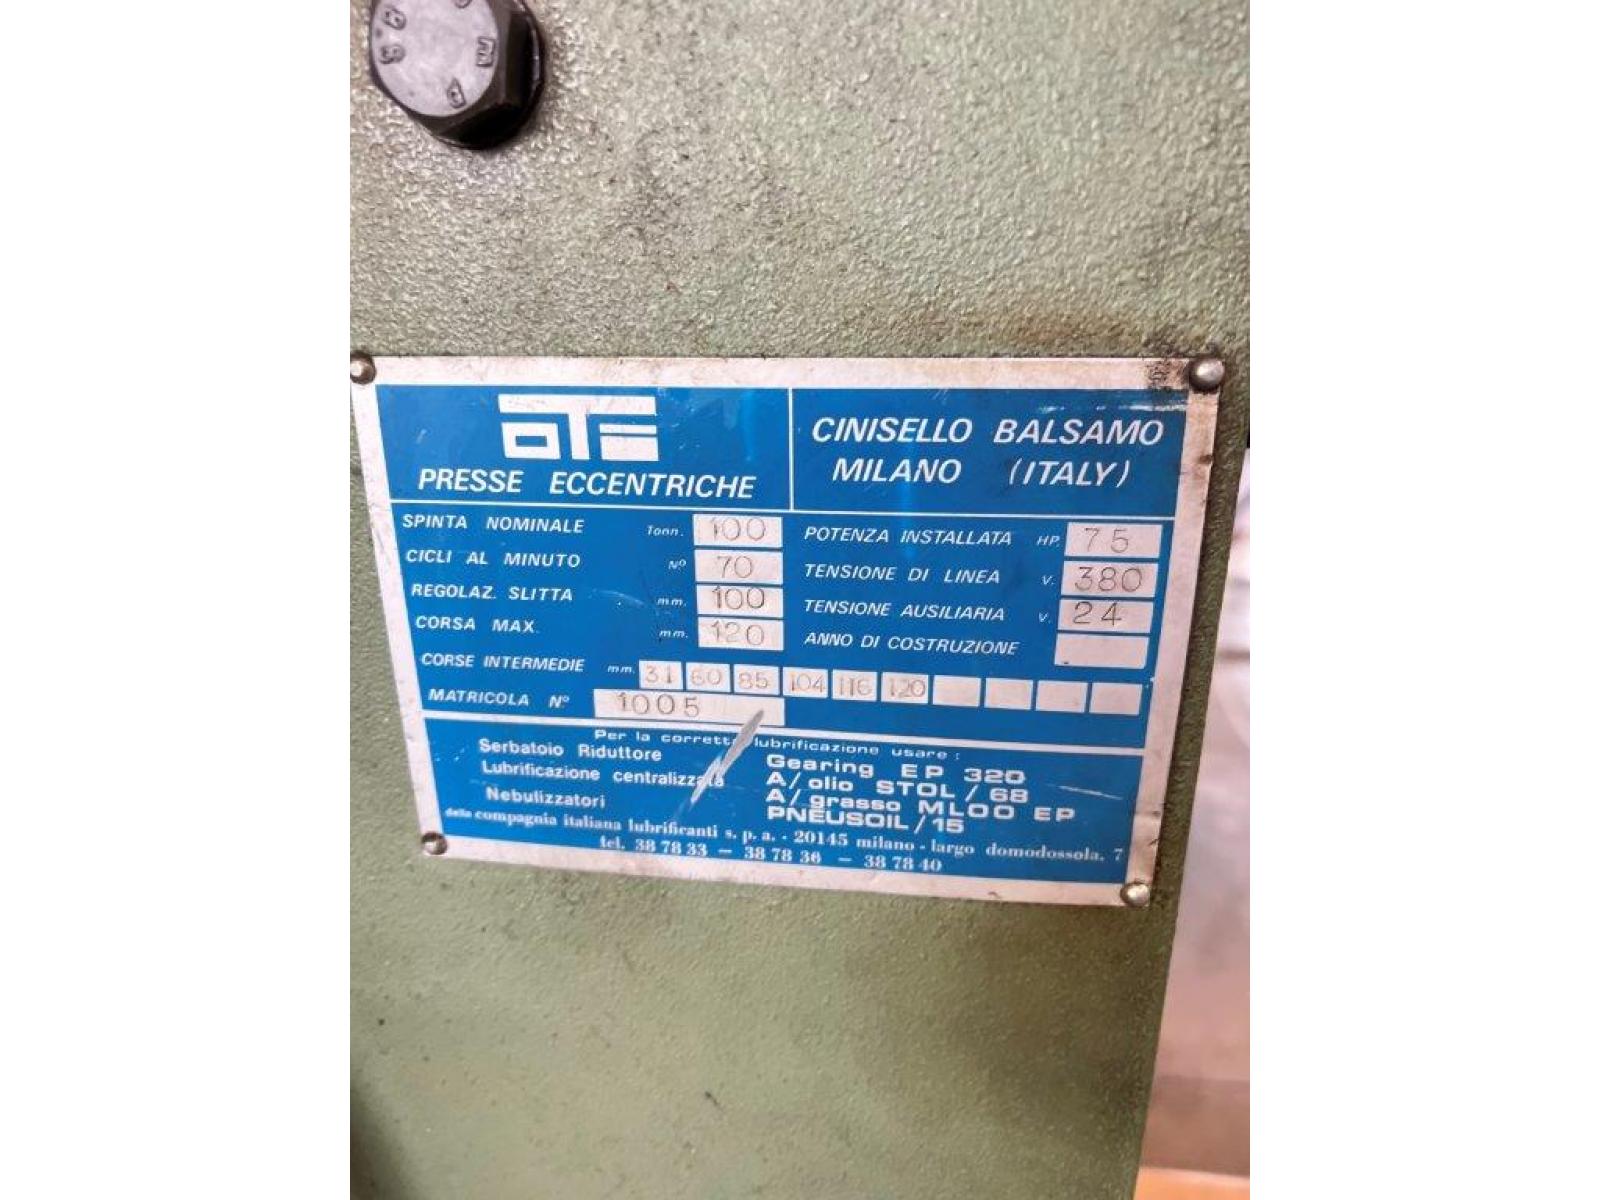 8.8
OTE
PRESSE ECCENTRICHE
CINISELLO BALSAMO
MILANO (ITALY)
SPINTA NOMINALE Tonn. 100
CICLI AL MINUTO Nº 70
REGOLAZ. SLITTA mm. 100
CORSA MAX. mm. 120
POTENZA INSTALLATA HP. 75
TENSIONE DI LINEA V. 380
TENSIONE AUSILIARIA V. 24
ANNO DI COSTRUZIONE
CORSE INTERMEDIE mm. 31 60 85 104 116 120
MATRICOLA Nº 1005
Per la corretta lubrificazione usare :
Serbatoio Riduttore Gearing EP 320
Lubrificazione centralizzata A/olio STOL/68
A/grasso MLOO EP
Nebulizzatori PNEUSOIL/15
della compagnia italiana lubrificanti s. p. a. - 20145 milano - largo domodossola, 7
tel. 38 78 33 - 38 78 36 - 38 78 40